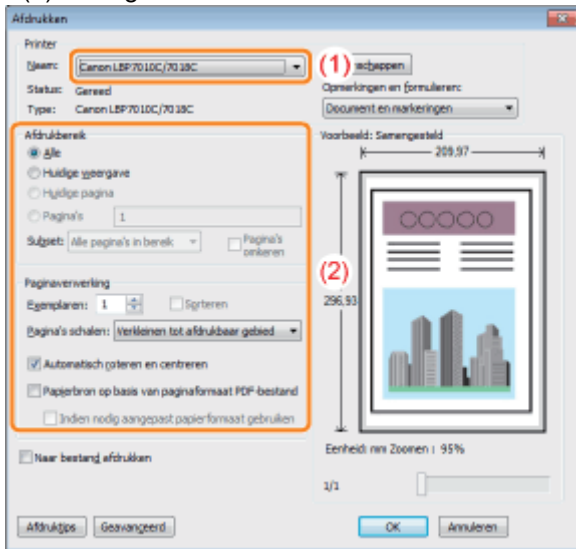 Afdrukken
Printer
Naam: Canon LBP7010C/7018C (1) schappen
Status: Gereed Opmerkingen en formulieren:
Type: Canon LBP7010C/7018C Document en markeringen
Afdrukbereik Voorbeeld: Samengesteld
Alle 209,97
Huidige weergave
Huidige pagina
Pagina's 1
Subset: Alle pagina's in bereik Pagina's omkeren
(2)
Paginaverwerking
Exemplaren: 1 Sorteren 296,93
Pagina's schalen: Verkleinen tot afdrukbaar gebied
Automatisch roteren en centreren
Papierbron op basis van paginaformaat PDF-bestand
Indien nodig aangepast papierformaat gebruiken
Naar bestand afdrukken Eenheid: mm Zoomen : 95%
1/1
Afdruktips Geavanceerd OK Annuleren